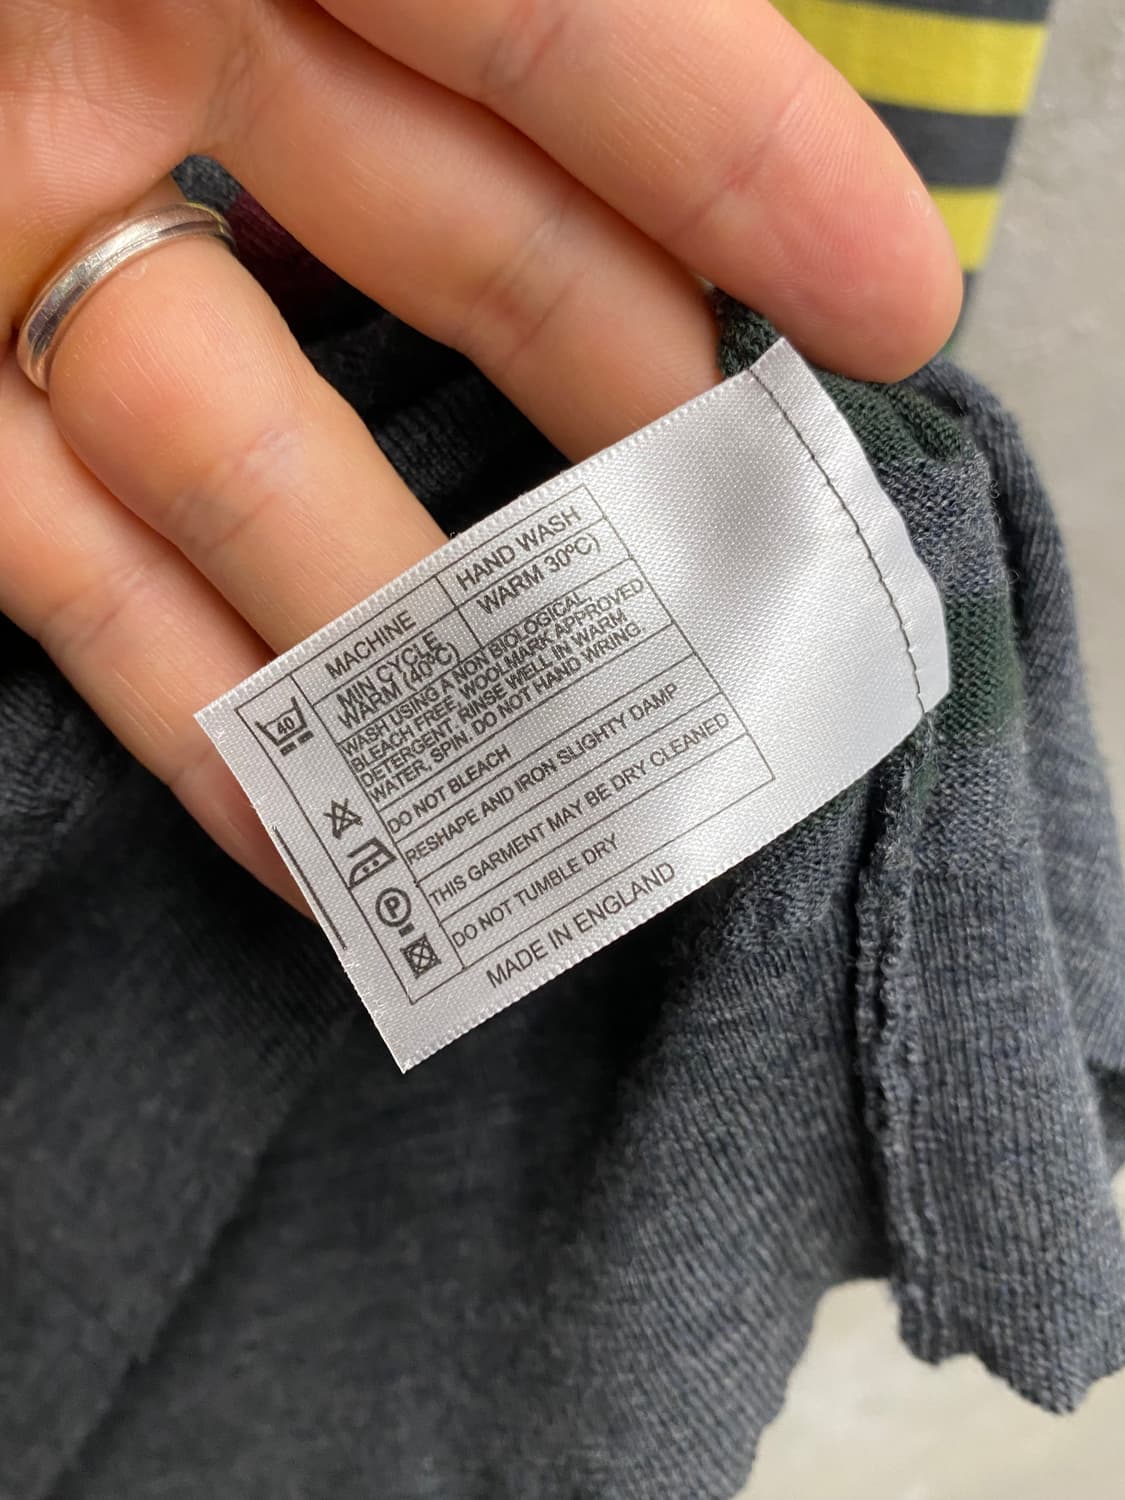 MACHINE HAND WASH
MIN CYCLE
WARM (40ºC) WARM 30ºC)
40
WASH USING A NON BIOLOGICAL,
BLEACH FREE, WOOLMARK APPROVED
DETERGENT. RINSE WELL IN WARM
WATER, SPIN. DO NOT HAND WRING.
DO NOT BLEACH
RESHAPE AND IRON SLIGHTY DAMP
P THIS GARMENT MAY BE DRY CLEANED
DO NOT TUMBLE DRY
MADE IN ENGLAND